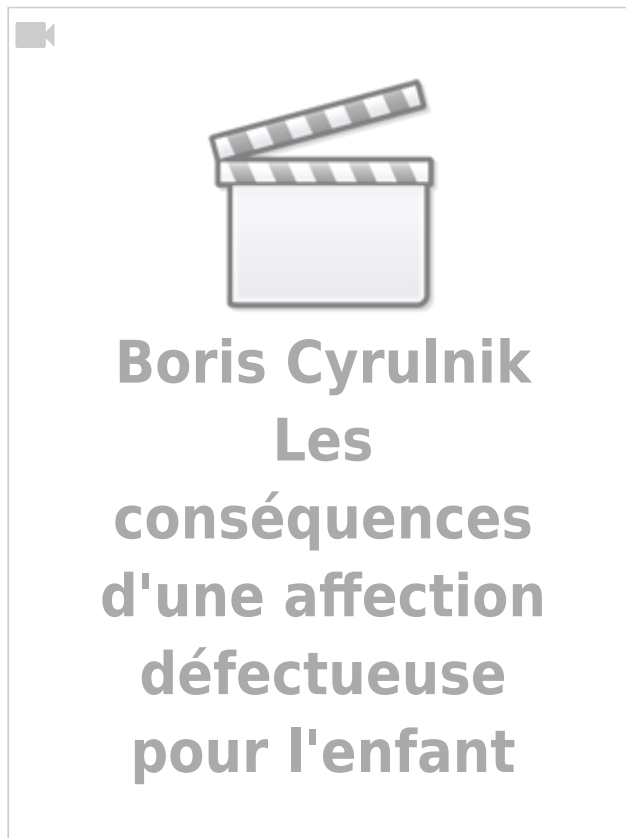 Boris Cyrulnik
Les
conséquences
d'une affection
défectueuse
pour l'enfant